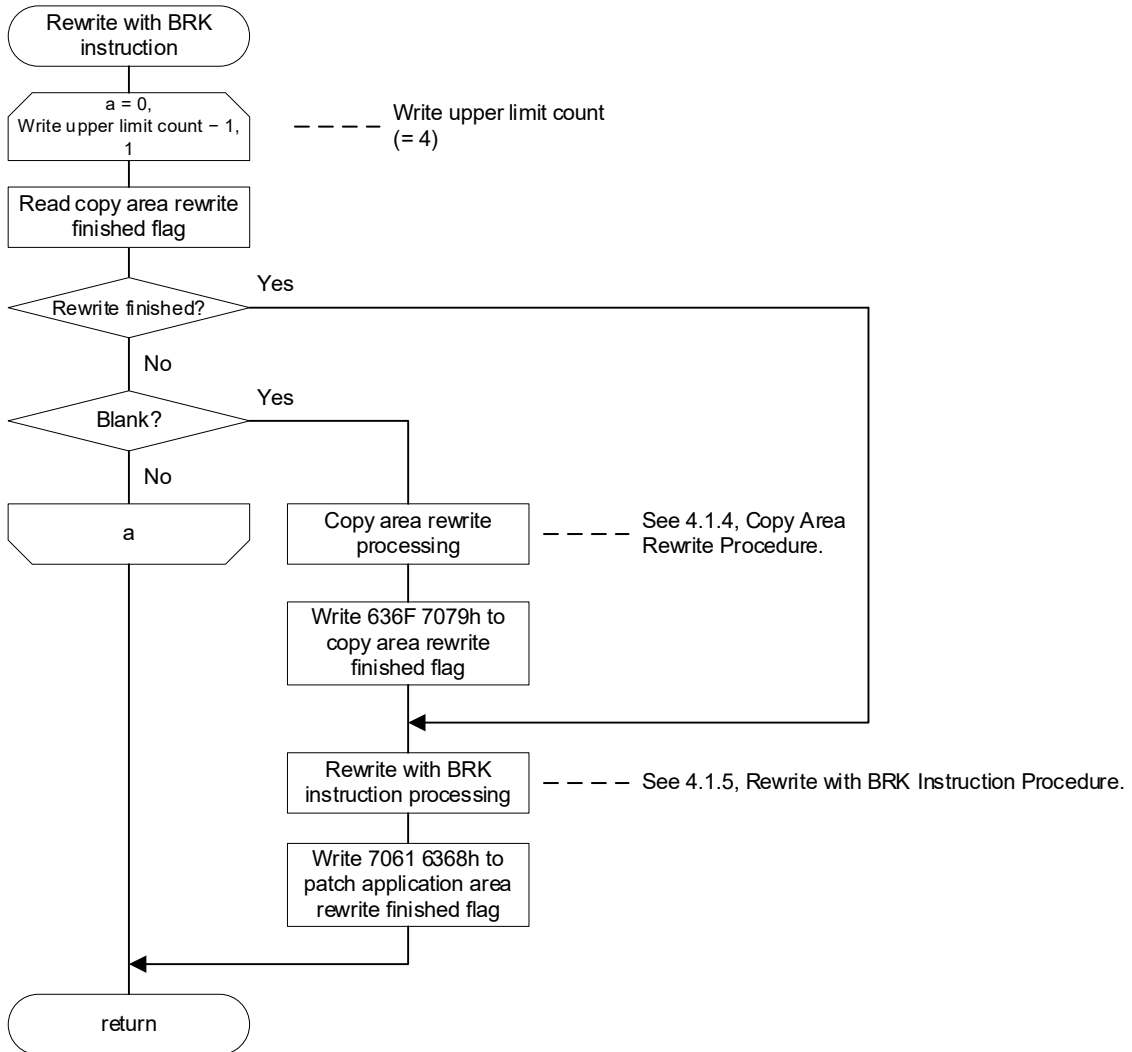 Rewrite with BRK
instruction
a = 0,
Write upper limit count − 1,
1
Write upper limit count
(= 4)
Read copy area rewrite
finished flag
Rewrite finished?
Yes
No
Blank?
Yes
No
a
Copy area rewrite
processing
See 4.1.4, Copy Area
Rewrite Procedure.
Write 636F 7079h to
copy area rewrite
finished flag
Rewrite with BRK
instruction processing
See 4.1.5, Rewrite with BRK Instruction Procedure.
Write 7061 6368h to
patch application area
rewrite finished flag
return